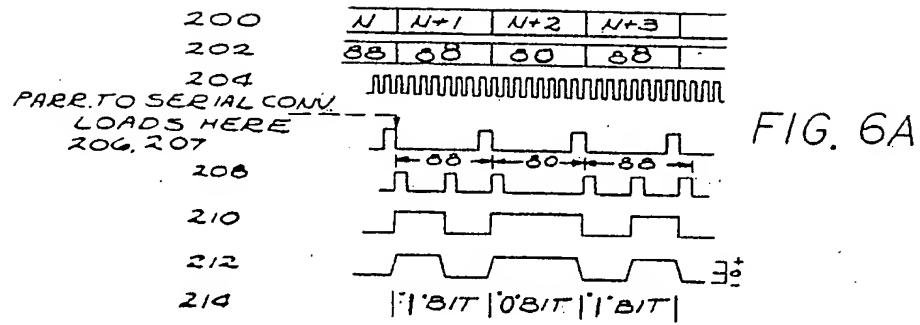 200 N N+1 N+2 N+3
202 88 88 80 88
204
PARR. TO SERIAL CONV.
LOADS HERE
206, 207
FIG. 6A
88 80 88
208
210
212 + 0 -
214 "1" BIT "0" BIT "1" BIT